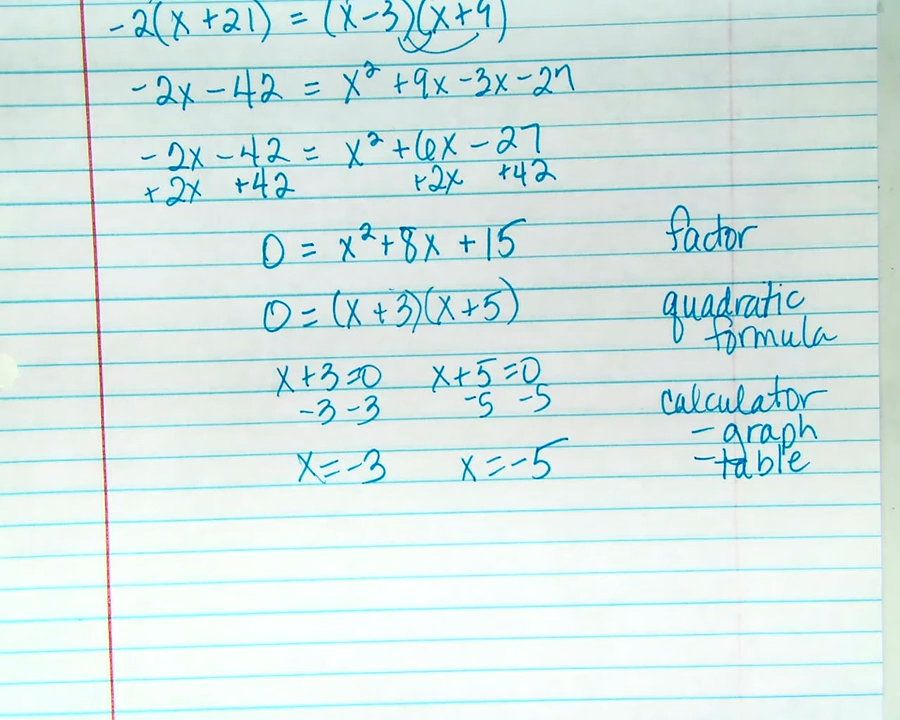 -2(x+21) = (x-3)(x+9)
-2x-42 = x² +9x-3x-27
-2x-42 = x²+6x-27
+2x +42 +2x +42
0 = x²+8x+15
factor
0=(x+3)(x+5)
quadratic
formula
x+3=0 x+5=0
-3 -3 -5 -5
x=-3 x=-5
calculator
-graph
-table